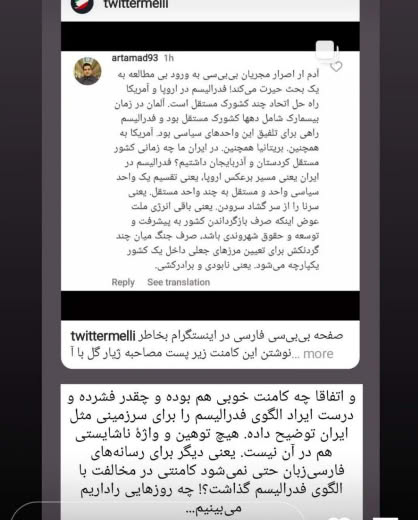 twittermelli
artamad93 1h
آدم از اصرار مجریان بی‌بی‌سی به ورود بی مطالعه به
یک بحث حیرت می‌کند! فدرالیسم در اروپا و آمریکا
راه حل اتحاد چند کشورک مستقل است. آلمان در زمان
بیسمارک شامل دهها کشورک مستقل بود و فدرالیسم
راهی برای تلفیق این واحدهای سیاسی بود. آمریکا به
همچنین. بریتانیا همچنین. در ایران ما چه زمانی کشور
مستقل کردستان و آذربایجان داشتیم؟ فدرالیسم در
ایران یعنی مسیر برعکس اروپا، یعنی تقسیم یک واحد
سیاسی واحد و مستقل به چند واحد مستقل. یعنی
سرنا را از سر گشاد سرودن. یعنی باقی انرژی ملت
عوض اینکه صرف بازگرداندن کشور به پیشرفت و
توسعه و حقوق شهروندی باشد، صرف جنگ میان چند
گردنکش برای تعیین مرزهای جعلی داخل یک کشور
یکپارچه می‌شود. یعنی نابودی و برادرکشی.
Reply See translation
twittermelli صفحه بی‌بی‌سی فارسی در اینستگرام بخاطر
نوشتن این کامنت زیر پست مصاحبه ژیار گل با آ... more
و اتفاقا چه کامنت خوبی هم بوده و چقدر فشرده و
درست ایراد الگوی فدرالیسم را برای سرزمینی مثل
ایران توضیح داده. هیچ توهین و واژهٔ ناشایستی
هم در آن نیست. یعنی دیگر برای رسانه‌های
فارسی‌زبان حتی نمی‌شود کامنتی در مخالفت با
الگوی فدرالیسم گذاشت؟! چه روزهایی راداریم
می‌بینیم...